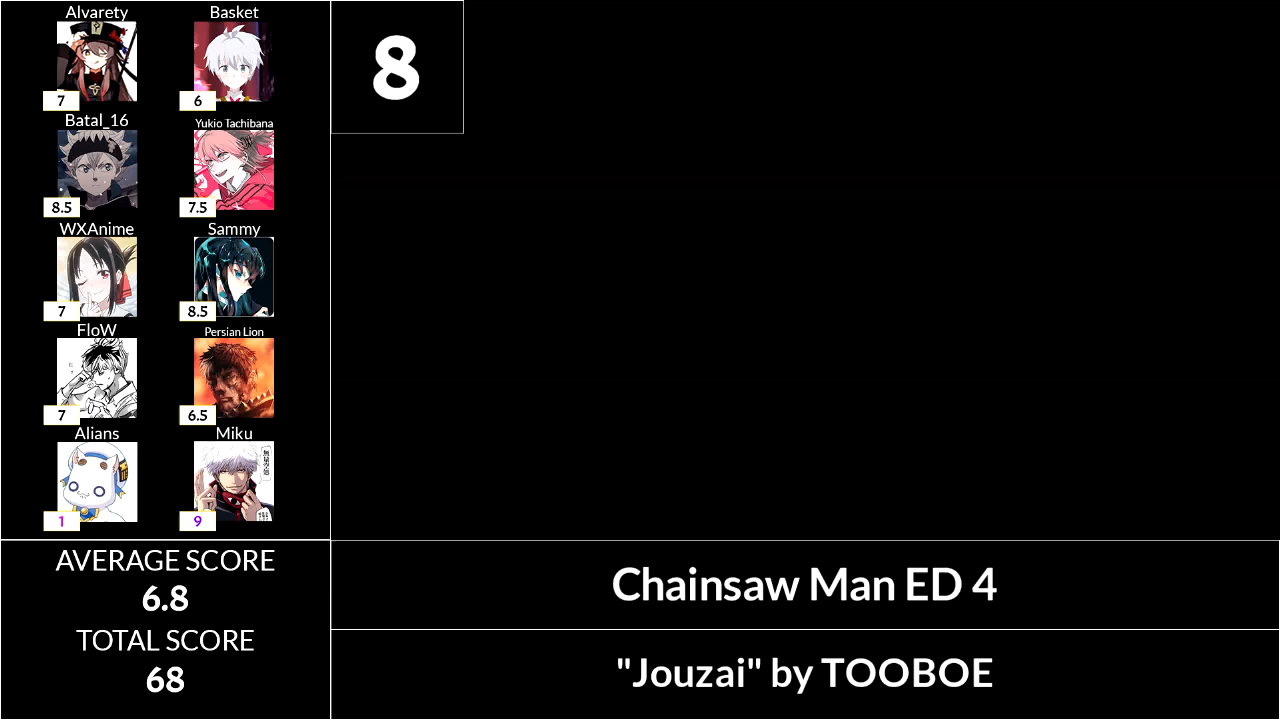 Alvarety
Basket
7
6
Batal_16
Yukio Tachibana
8.5
7.5
WXAnime
Sammy
7
8.5
FloW
Persian Lion
7
6.5
Alians
Miku
1
9
8
AVERAGE SCORE
6.8
TOTAL SCORE
68
Chainsaw Man ED 4
"Jouzai" by TOOBOE